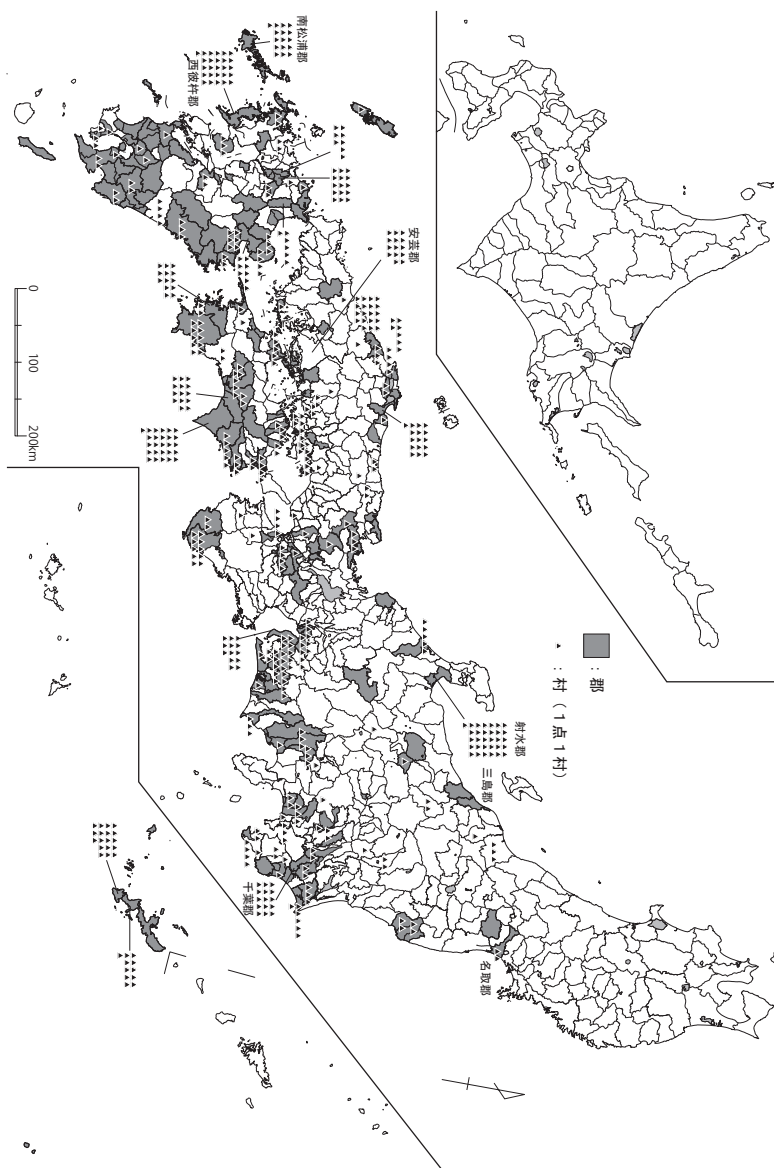 ■ : 郡
▲ : 村（1点1村）
南松浦郡
西彼杵郡
安芸郡
射水郡
三島郡
千葉郡
名取郡
0
100
200km